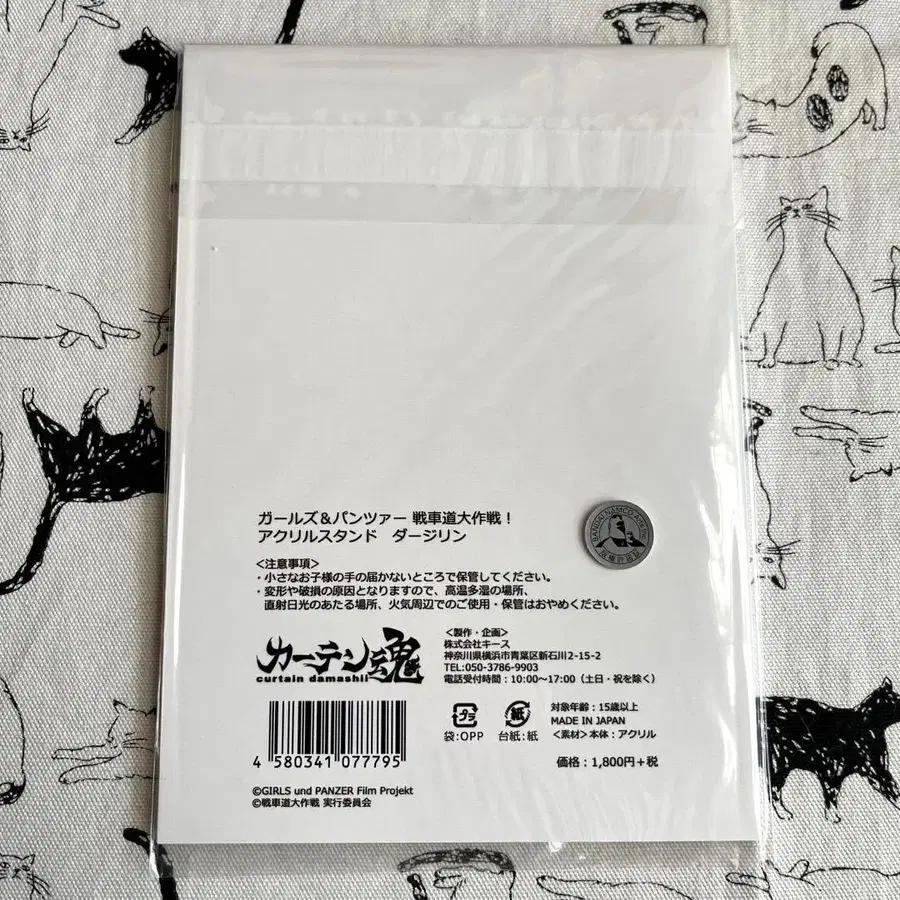 ガールズ&パンツァー 戦車道大作戦!
アクリルスタンド ダージリン
<注意事項>
・小さなお子様の手の届かないところで保管してください。
・変形や破損の原因となりますので、高温多湿の場所、
直射日光のあたる場所、火気周辺でのご使用・保管はおやめください。
カーテン魂
curtain damashii
<製作・企画>
株式会社キース
神奈川県横浜市青葉区新石川2-15-2
TEL:050-3786-9903
電話受付時間:10:00~17:00(土日・祝を除く)
プラ
袋:OPP
紙
台紙:紙
対象年齢:15歳以上
MADE IN JAPAN
<素材>本体:アクリル
価格:1,800円+税
4 580341 077795
©GIRLS und PANZER Film Projekt
©戦車道大作戦 実行委員会
BANDAI NAMCO Arts INC.